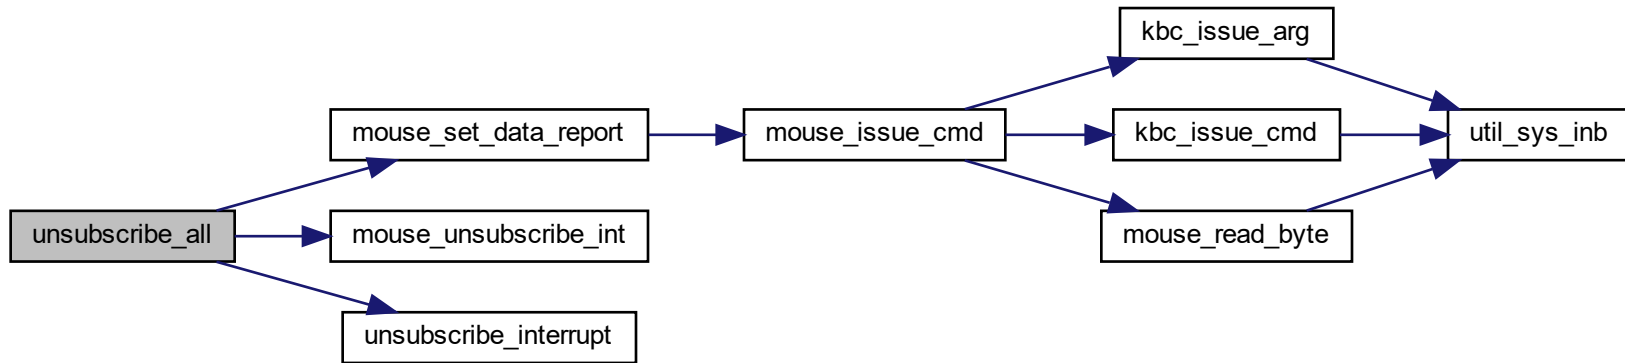 kbc_issue_arg
mouse_set_data_report
mouse_issue_cmd
kbc_issue_cmd
util_sys_inb
unsubscribe_all
mouse_unsubscribe_int
mouse_read_byte
unsubscribe_interrupt